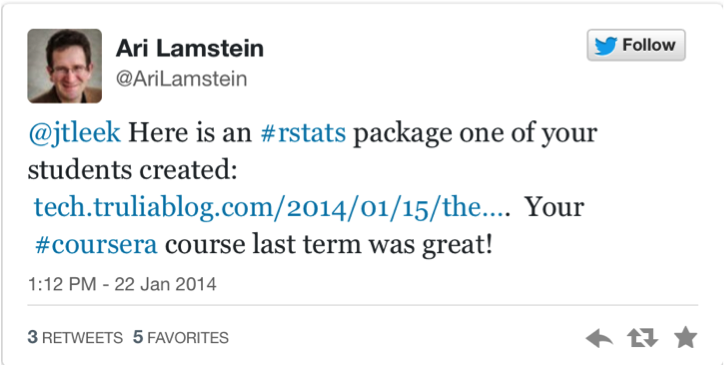 Ari Lamstein
@AriLamstein
Follow
@jtleek Here is an #rstats package one of your
students created:
tech.truliablog.com/2014/01/15/the…. Your
#coursera course last term was great!
1:12 PM - 22 Jan 2014
3 RETWEETS 5 FAVORITES